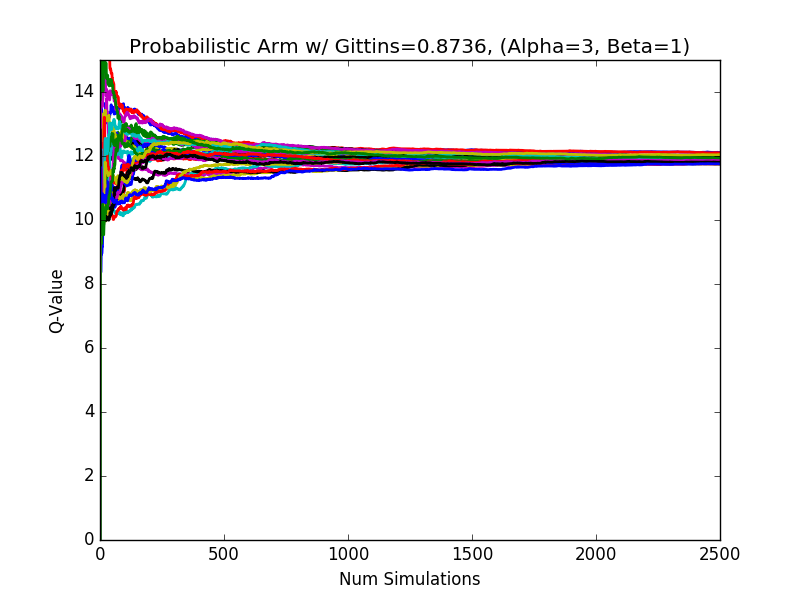 Probabilistic Arm w/ Gittins=0.8736, (Alpha=3, Beta=1)
14
12
10
8
6
4
2
0
Q-Value
0 500 1000 1500 2000 2500
Num Simulations